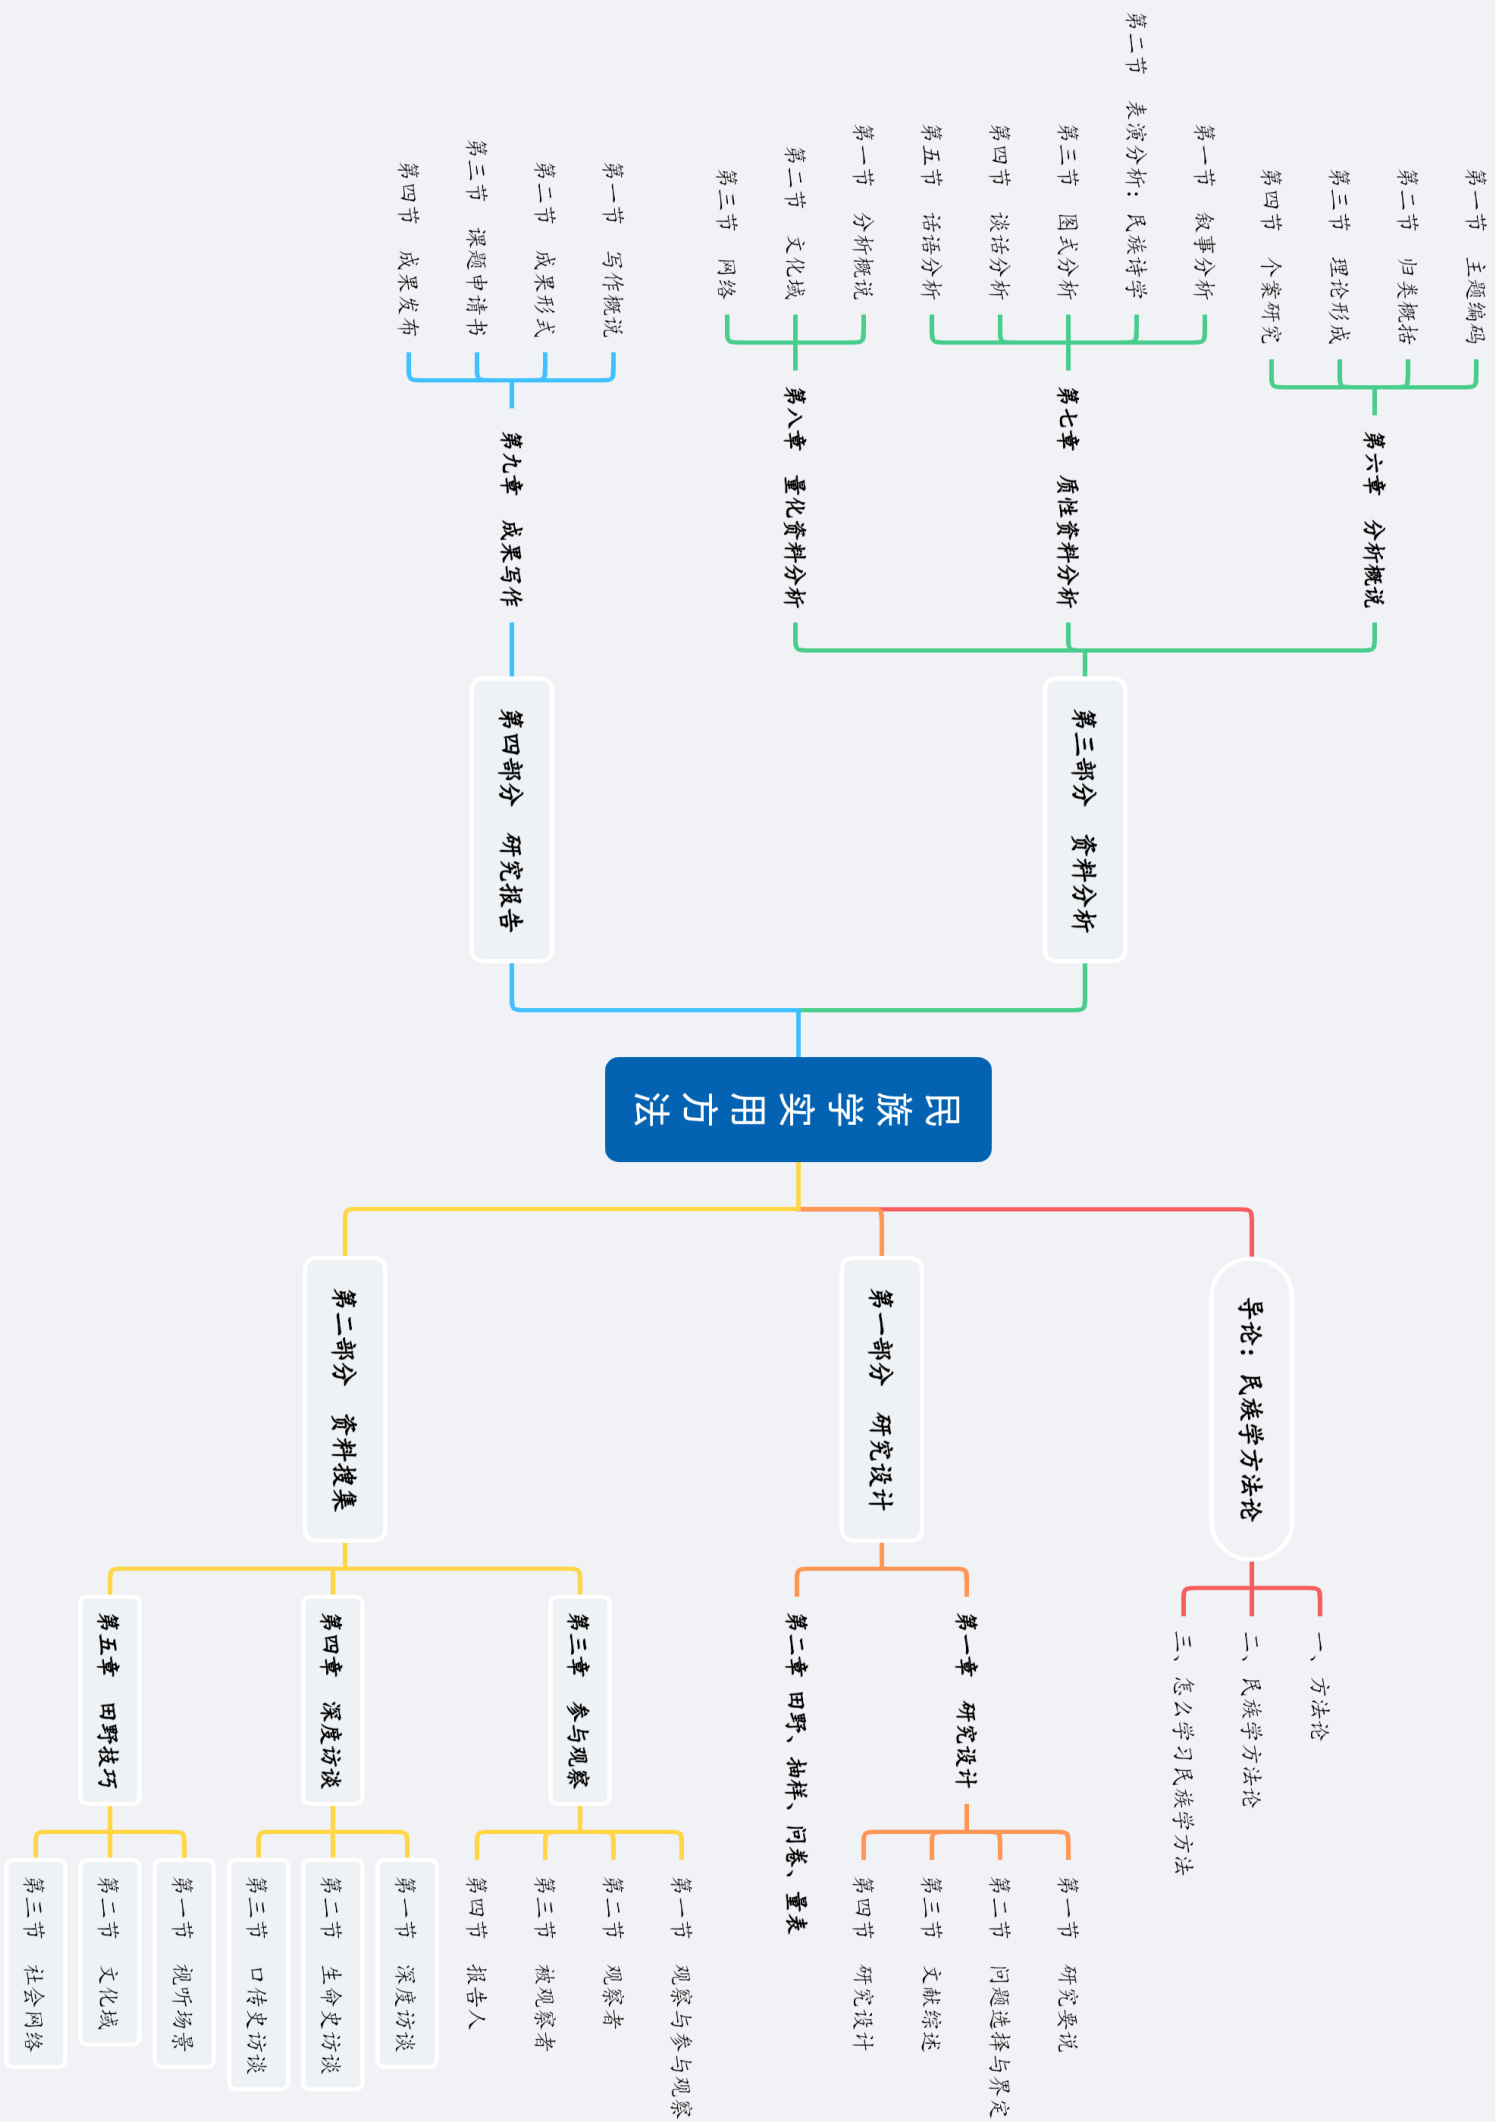 民族学实用方法
导论：民族学方法论
一、方法论
二、民族学方法论
三、怎么学习民族学方法
第一部分 研究设计
第一章 研究设计
第一节 研究要说
第二节 问题选择与界定
第三节 文献综述
第四节 研究设计
第二章 田野、抽样、问卷、量表
第二部分 资料搜集
第三章 参与观察
第一节 观察与参与观察
第二节 观察者
第三节 被观察者
第四节 报告人
第四章 深度访谈
第一节 深度访谈
第二节 生命史访谈
第三节 口传史访谈
第五章 田野技巧
第一节 视听场景
第二节 文化域
第三节 社会网络
第三部分 资料分析
第六章 分析概说
第一节 主题编码
第二节 归类概括
第三节 理论形成
第四节 个案研究
第七章 质性资料分析
第一节 叙事分析
第二节 表演分析：民族诗学
第三节 图式分析
第四节 谈话分析
第五节 话语分析
第八章 量化资料分析
第一节 分析概说
第二节 文化域
第三节 网络
第四部分 研究报告
第九章 成果写作
第一节 写作概说
第二节 成果形式
第三节 课题申请书
第四节 成果发布